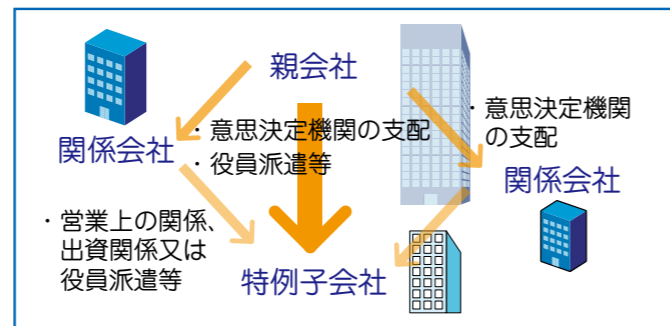 親会社
・意思決定機関の支配
・役員派遣等
・意思決定機関
の支配
関係会社
関係会社
・営業上の関係、
出資関係又は
役員派遣等
特例子会社